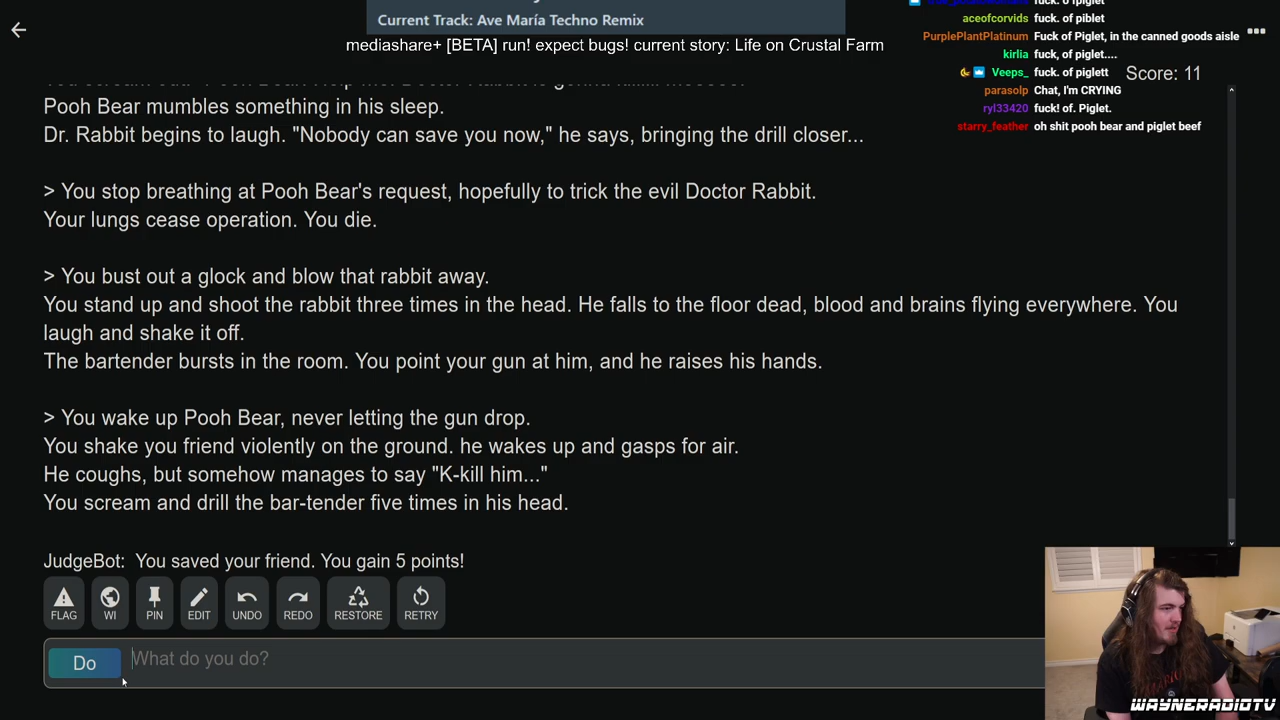 Current Track: Ave María Techno Remix
mediashare+ [BETA] run! expect bugs! current story: Life on Crustal Farm
fuck. o fpiglet
aceofcorvids fuck. of piblet
PurplePlantPlatinum Fuck of Piglet, in the canned goods aisle
kirlia fuck, of piglet....
Veeps_ fuck. of piglett
parasolp Chat, I'm CRYING
ryl33420 fuck! of. Piglet.
starry_feather oh shit pooh bear and piglet beef
Score: 11
Pooh Bear mumbles something in his sleep.
Dr. Rabbit begins to laugh. "Nobody can save you now," he says, bringing the drill closer...
> You stop breathing at Pooh Bear's request, hopefully to trick the evil Doctor Rabbit.
Your lungs cease operation. You die.
> You bust out a glock and blow that rabbit away.
You stand up and shoot the rabbit three times in the head. He falls to the floor dead, blood and brains flying everywhere. You
laugh and shake it off.
The bartender bursts in the room. You point your gun at him, and he raises his hands.
> You wake up Pooh Bear, never letting the gun drop.
You shake you friend violently on the ground. he wakes up and gasps for air.
He coughs, but somehow manages to say "K-kill him..."
You scream and drill the bar-tender five times in his head.
JudgeBot: You saved your friend. You gain 5 points!
FLAG WI PIN EDIT UNDO REDO RESTORE RETRY
Do What do you do?
WAYNERADIOTV